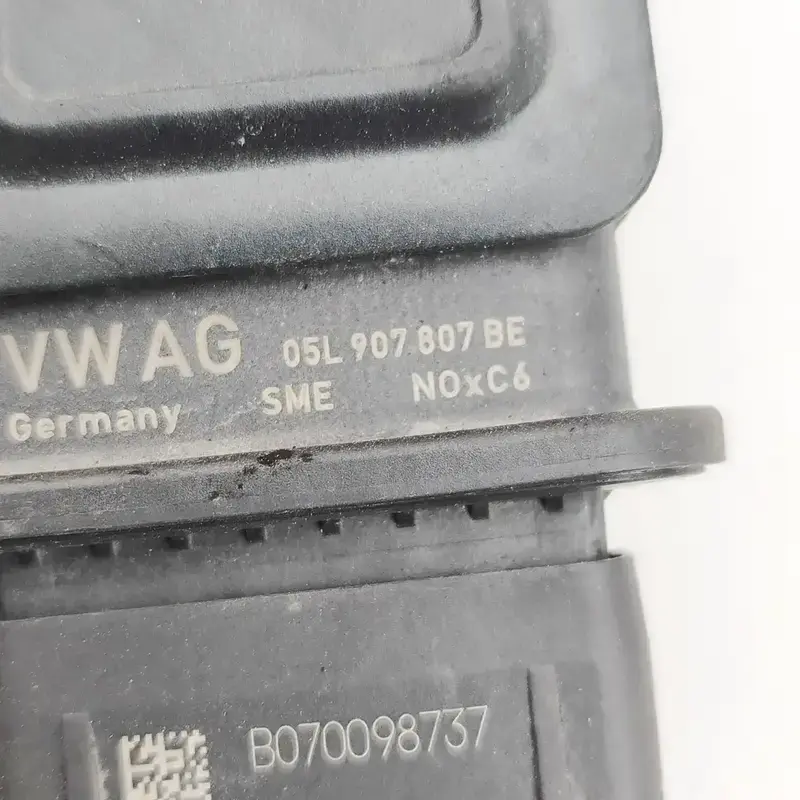 VW AG 05L 907 807 BE
Germany SME NOxC6
B070098737